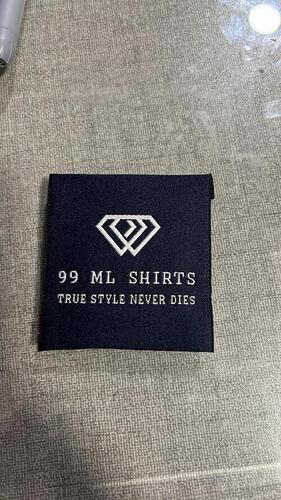 99 ML SHIRTS
TRUE STYLE NEVER DIES